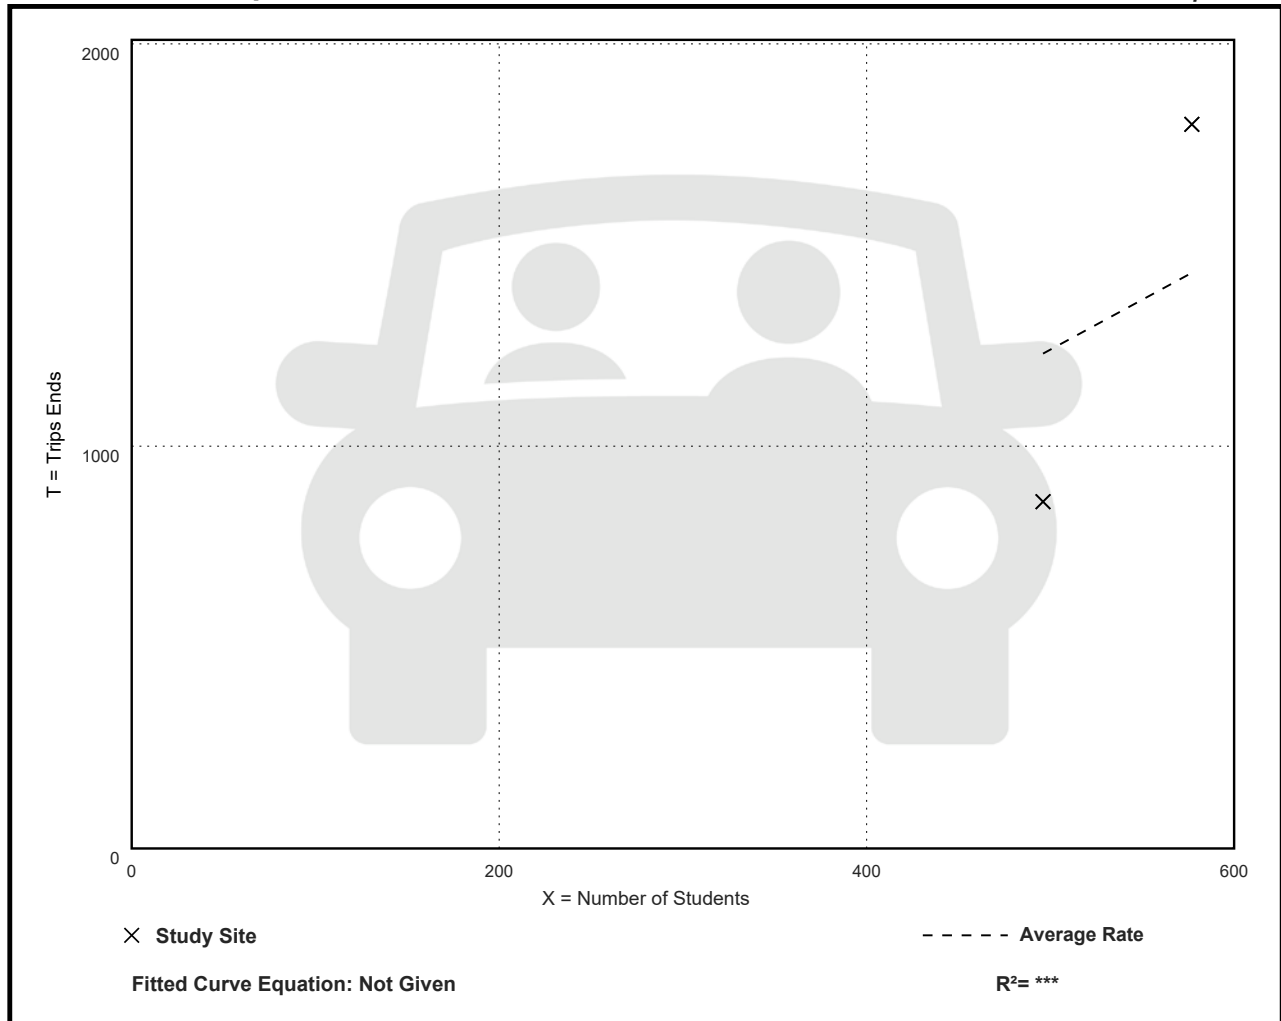 2000
1000
0
T = Trips Ends
0 200 400 600
X = Number of Students
Study Site
Average Rate
Fitted Curve Equation: Not Given
R²= ***